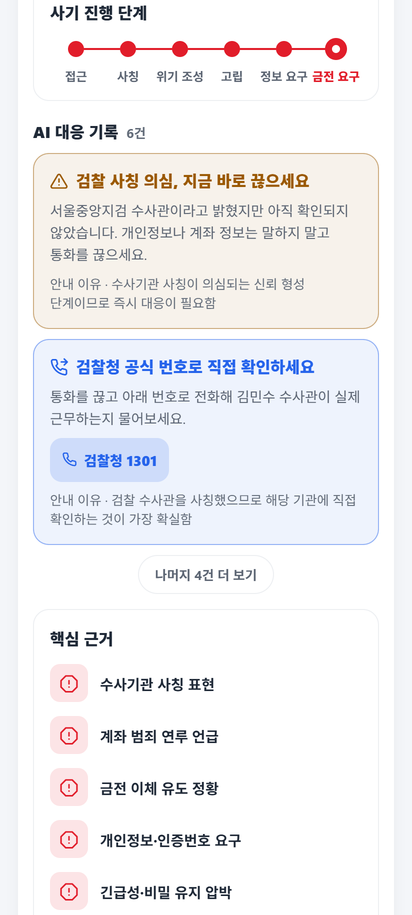 사기 진행 단계
접근 사칭 위기 조성 고립 정보 요구 금전 요구
AI 대응 기록 6건
검찰 사칭 의심, 지금 바로 끊으세요
서울중앙지검 수사관이라고 밝혔지만 아직 확인되지
않았습니다. 개인정보나 계좌 정보는 말하지 말고
통화를 끊으세요.
안내 이유 · 수사기관 사칭이 의심되는 신뢰 형성
단계이므로 즉시 대응이 필요함
검찰청 공식 번호로 직접 확인하세요
통화를 끊고 아래 번호로 전화해 김민수 수사관이 실제
근무하는지 물어보세요.
검찰청 1301
안내 이유 · 검찰 수사관을 사칭했으므로 해당 기관에 직접
확인하는 것이 가장 확실함
나머지 4건 더 보기
핵심 근거
수사기관 사칭 표현
계좌 범죄 연루 언급
금전 이체 유도 정황
개인정보·인증번호 요구
긴급성·비밀 유지 압박